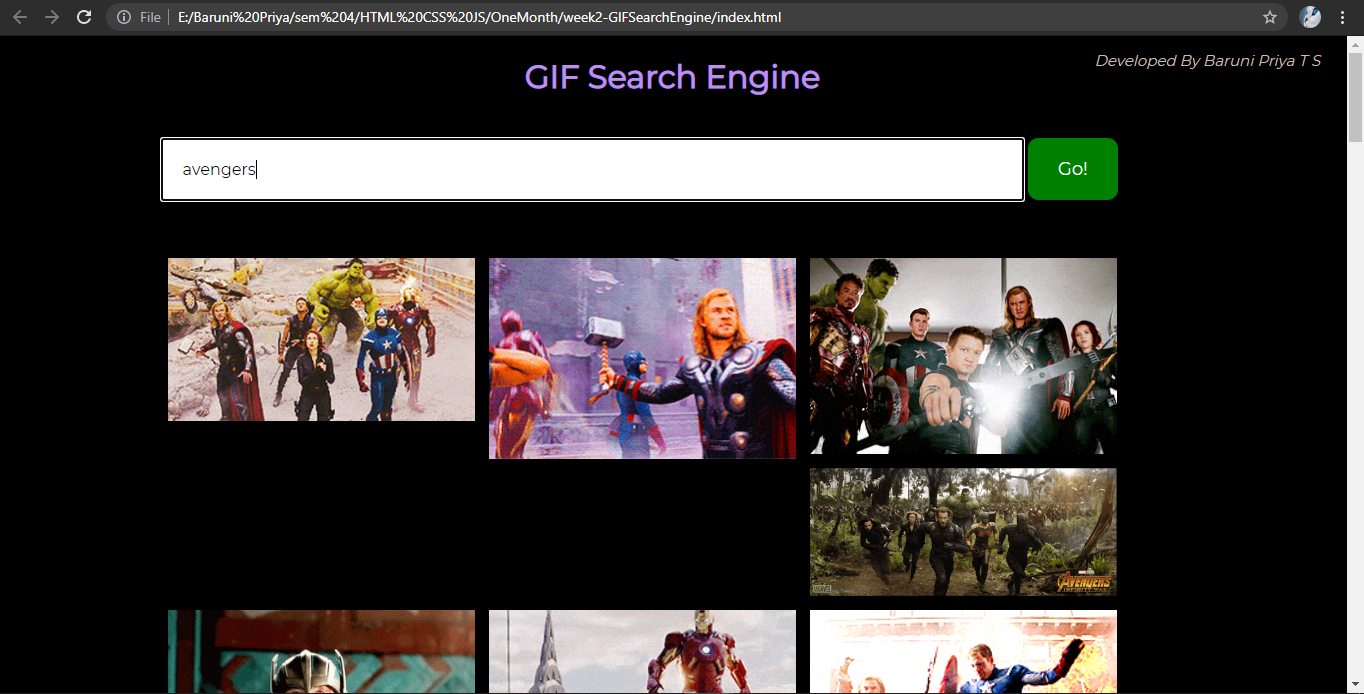 File | E:/Baruni%20Priya/sem%204/HTML%20CSS%20JS/OneMonth/week2-GIFSearchEngine/index.html
Developed By Baruni Priya T S
GIF Search Engine
avengers
Go!
AVENGERS
INFINITY WAR